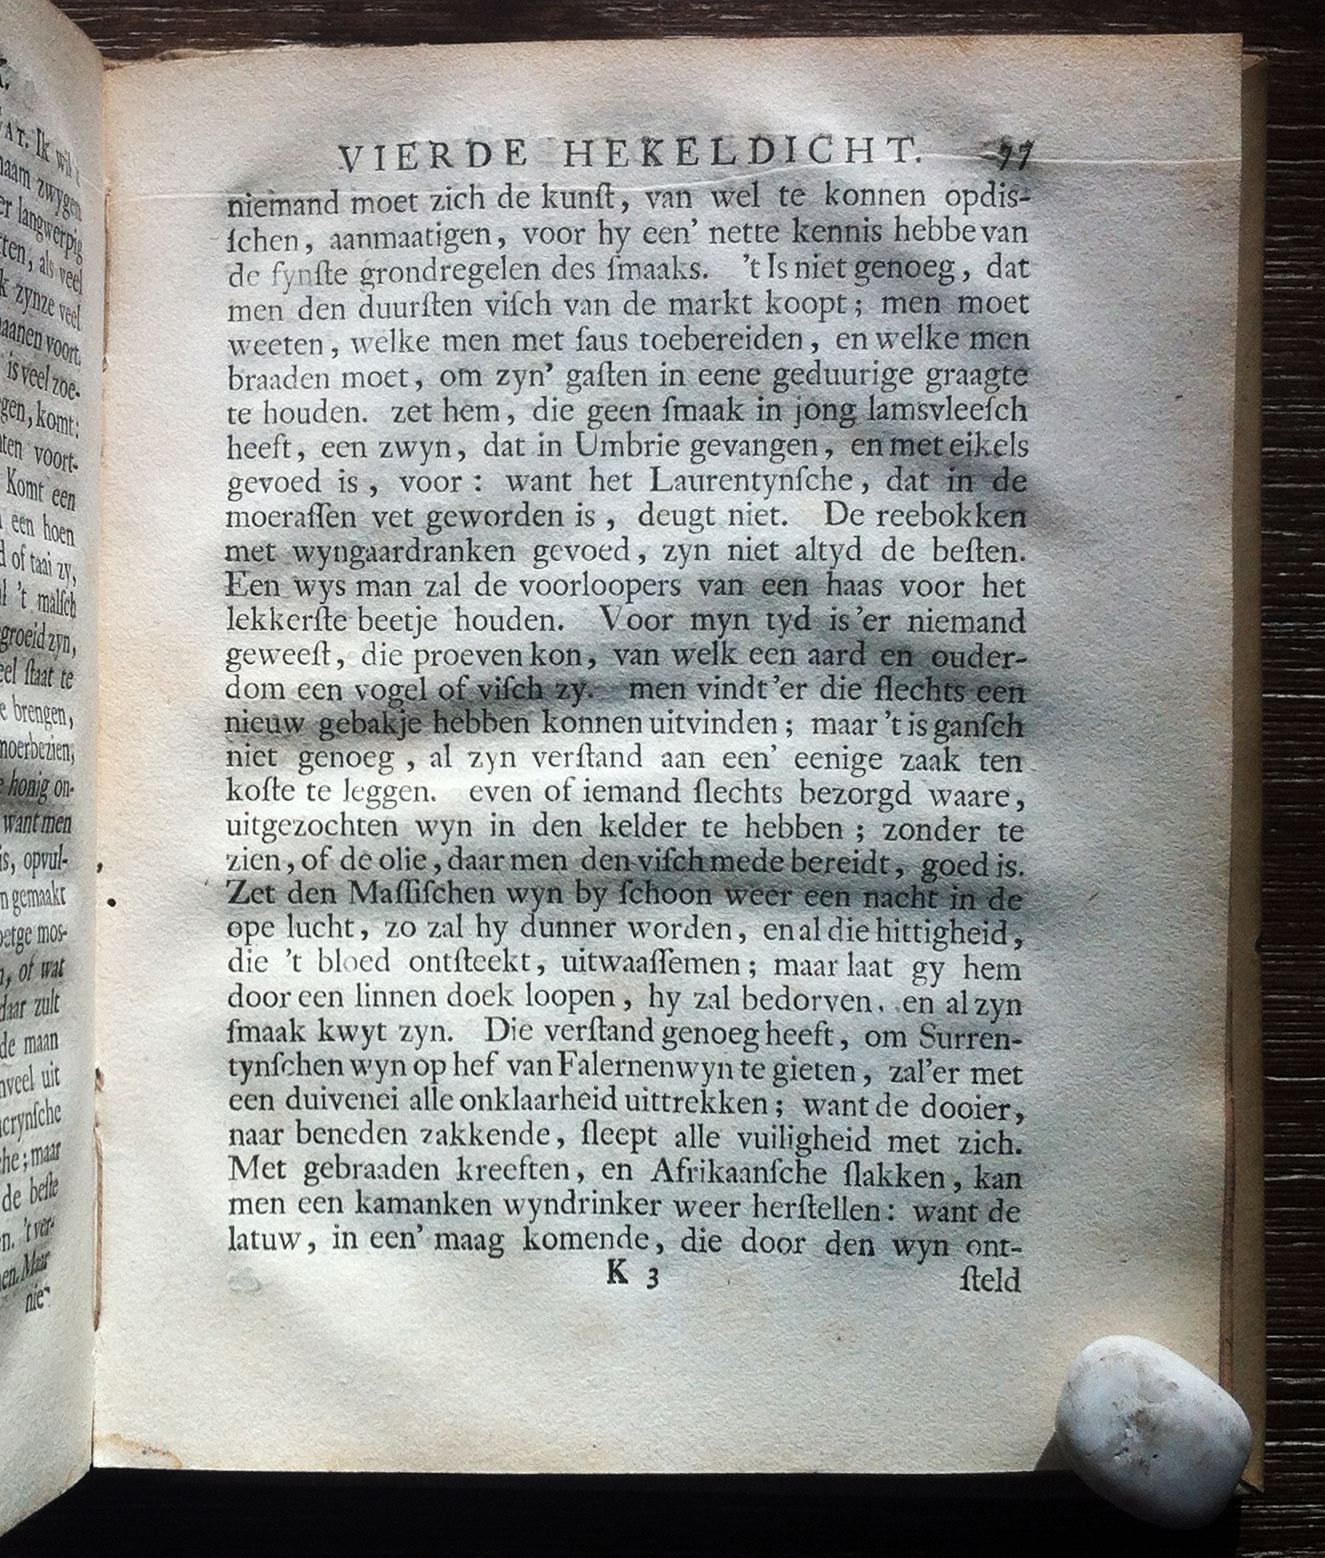 VIERDE HEKELDICHT. 77
niemand moet zich de kunſt, van wel te konnen opdis-
ſchen, aanmaatigen, voor hy een' nette kennis hebbe van
de fynſte grondregelen des ſmaaks. 't Is niet genoeg, dat
men den duurſten viſch van de markt koopt; men moet
weeten, welke men met ſaus toebereiden, en welke men
braaden moet, om zyn' gaſten in eene geduurige graagte
te houden. zet hem, die geen ſmaak in jong lamsvleeſch
heeft, een zwyn, dat in Umbrie gevangen, en met eikels
gevoed is, voor: want het Laurentynſche, dat in de
moeraſſen vet geworden is, deugt niet. De reebokken
met wyngaardranken gevoed, zyn niet altyd de beſten.
Een wys man zal de voorloopers van een haas voor het
lekkerſte beetje houden. Voor myn tyd is'er niemand
geweeſt, die proeven kon, van welk een aard en ouder-
dom een vogel of viſch zy. men vindt'er die ſlechts een
nieuw gebakje hebben konnen uitvinden; maar 't is ganſch
niet genoeg, al zyn verſtand aan een' eenige zaak ten
koſte te leggen. even of iemand ſlechts bezorgd waare,
uitgezochten wyn in den kelder te hebben; zonder te
zien, of de olie, daar men den viſch mede bereidt, goed is.
Zet den Maſſiſchen wyn by ſchoon weer een nacht in de
ope lucht, zo zal hy dunner worden, en al die hittigheid,
die 't bloed ontſteekt, uitwaaſſemen; maar laat gy hem
door een linnen doek loopen, hy zal bedorven, en al zyn
ſmaak kwyt zyn. Die verſtand genoeg heeft, om Surren-
tynſchen wyn op hef van Falernenwyn te gieten, zal'er met
een duivenei alle onklaarheid uittrekken; want de dooier,
naar beneden zakkende, ſleept alle vuiligheid met zich.
Met gebraaden kreeften, en Afrikaanſche ſlakken, kan
men een kamanken wyndrinker weer herſtellen: want de
latuw, in een' maag komende, die door den wyn ont-
K 3 ſteld